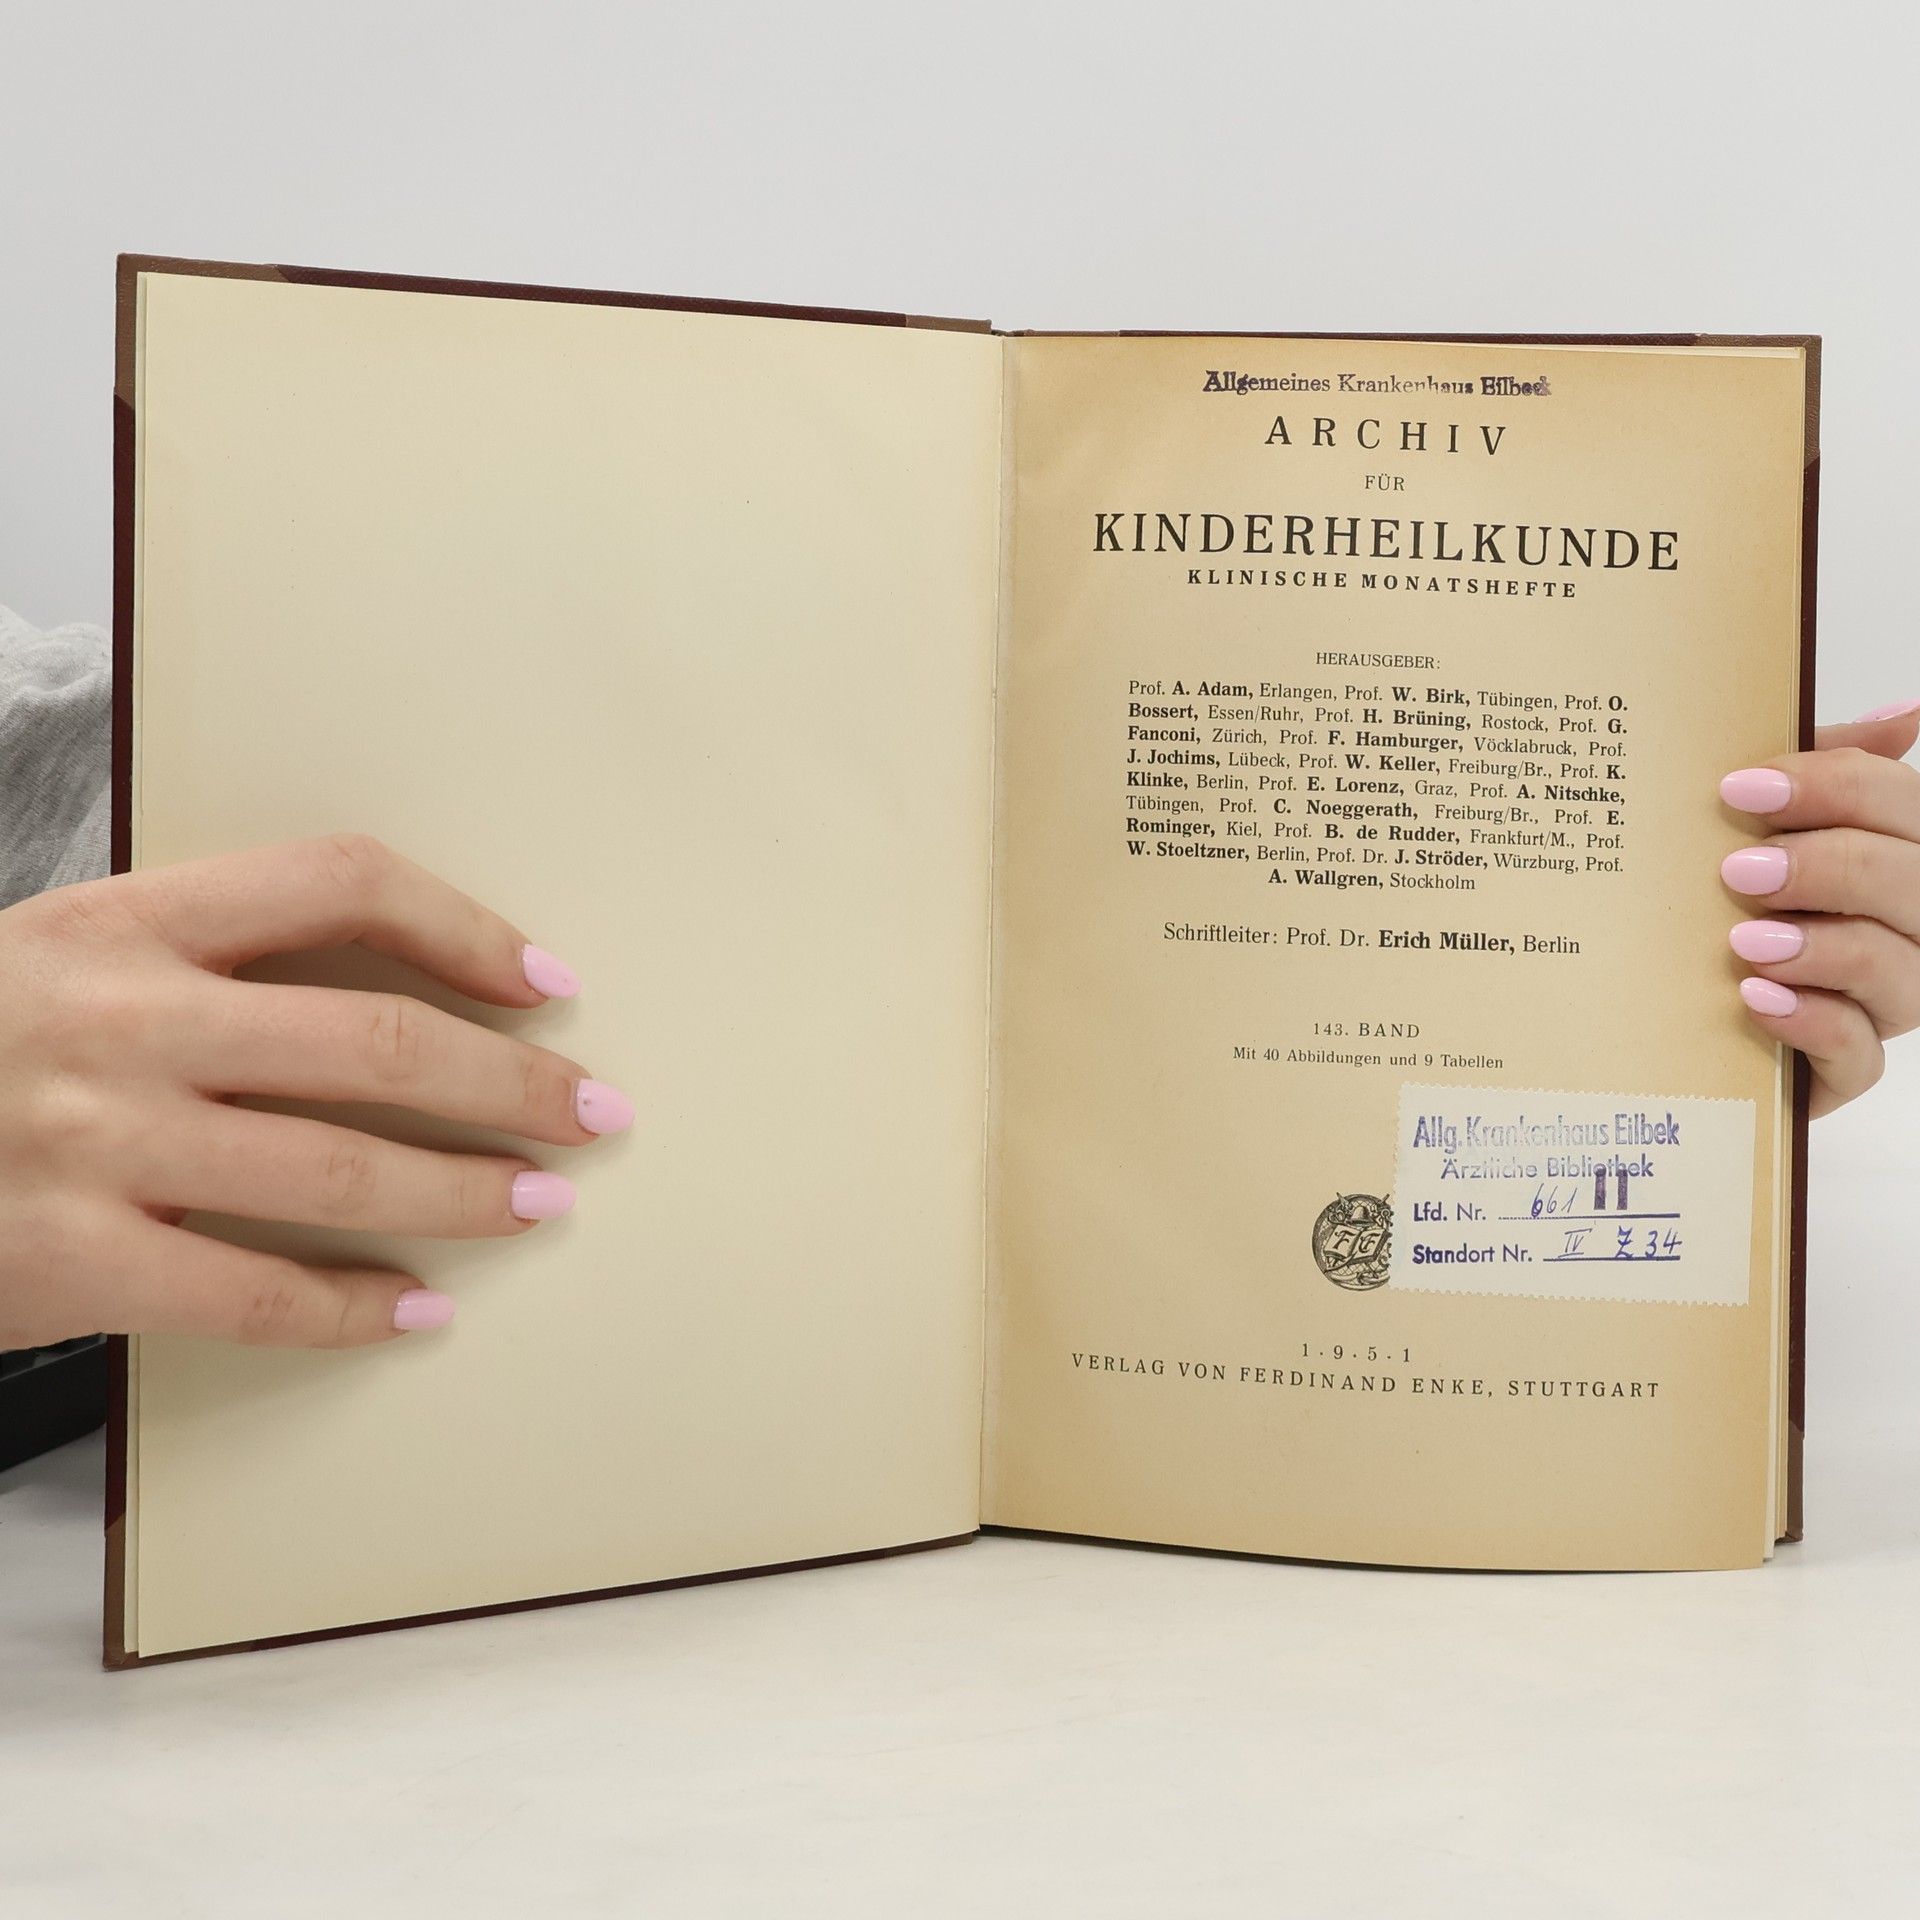 Allgemeines Krankenhaus Eilbeck
ARCHIV
FÜR
KINDERHEILKUNDE
KLINISCHE MONATSHEFTE
HERAUSGEBER:
Prof. A. Adam, Erlangen, Prof. W. Birk, Tübingen, Prof. O.
Bossert, Essen/Ruhr, Prof. H. Brüning, Rostock, Prof. G.
Fanconi, Zürich, Prof. F. Hamburger, Vöcklabruck, Prof.
J. Jochims, Lübeck, Prof. W. Keller, Freiburg/Br., Prof. K.
Klinke, Berlin, Prof. E. Lorenz, Graz, Prof. A. Nitschke,
Tübingen, Prof. C. Noeggerath, Freiburg/Br., Prof. E.
Rominger, Kiel, Prof. B. de Rudder, Frankfurt/M., Prof.
W. Stoeltzner, Berlin, Prof. Dr. J. Ströder, Würzburg, Prof.
A. Wallgren, Stockholm
Schriftleiter: Prof. Dr. Erich Müller, Berlin
143. BAND
Mit 40 Abbildungen und 9 Tabellen
Allg. Krankenhaus Eilbek
Ärztliche Bibliothek
Lfd. Nr. 661 II
Standort Nr. IV Z 34
F E
1.9.5.1
VERLAG VON FERDINAND ENKE, STUTTGART